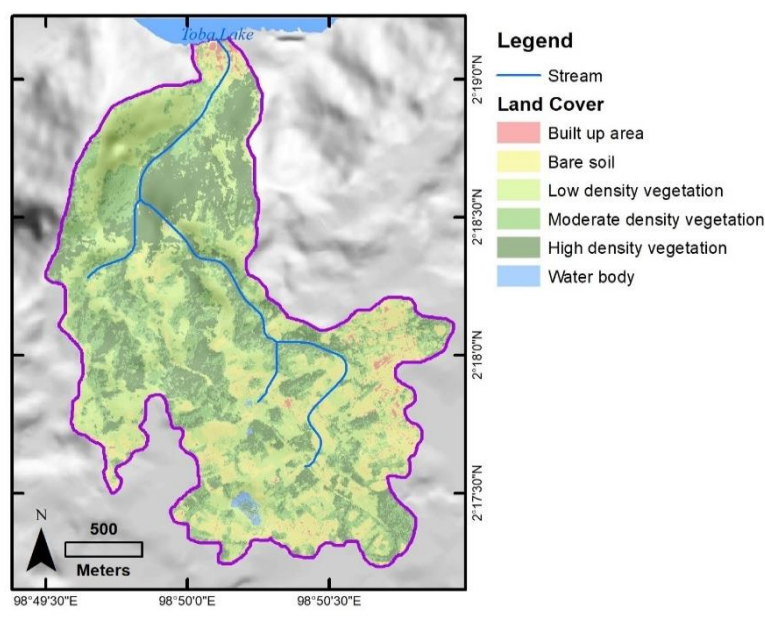 Toba Lake
N
500
Meters
98°49'30"E
98°50'0"E
98°50'30"E
2°19'0"N
2°18'30"N
2°18'0"N
2°17'30"N
Legend
Stream
Land Cover
Built up area
Bare soil
Low density vegetation
Moderate density vegetation
High density vegetation
Water body